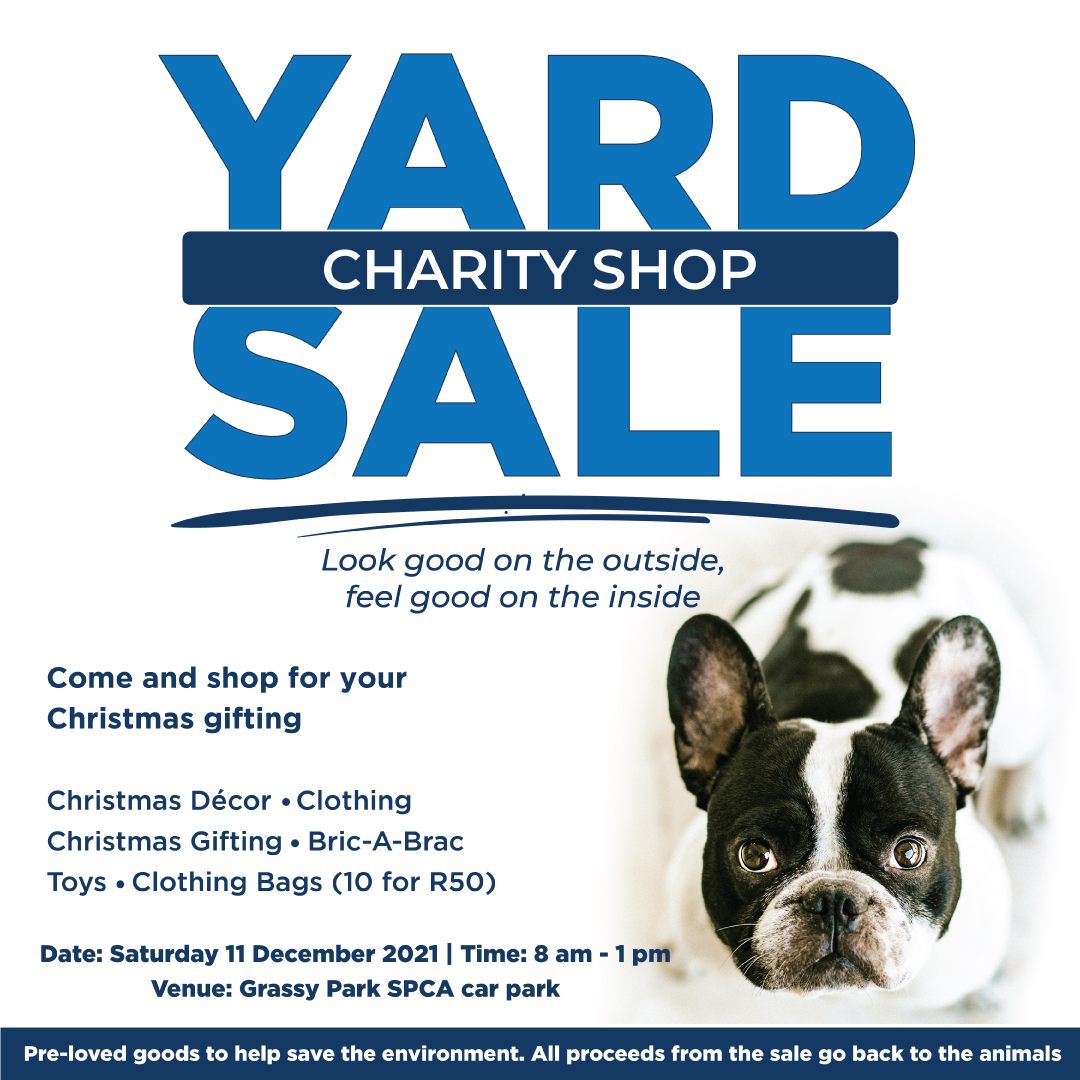 YARD
CHARITY SHOP
SALE
Look good on the outside,
feel good on the inside
Come and shop for your
Christmas gifting
Christmas Décor • Clothing
Christmas Gifting • Bric-A-Brac
Toys • Clothing Bags (10 for R50)
Date: Saturday 11 December 2021 | Time: 8 am - 1 pm
Venue: Grassy Park SPCA car park
Pre-loved goods to help save the environment. All proceeds from the sale go back to the animals